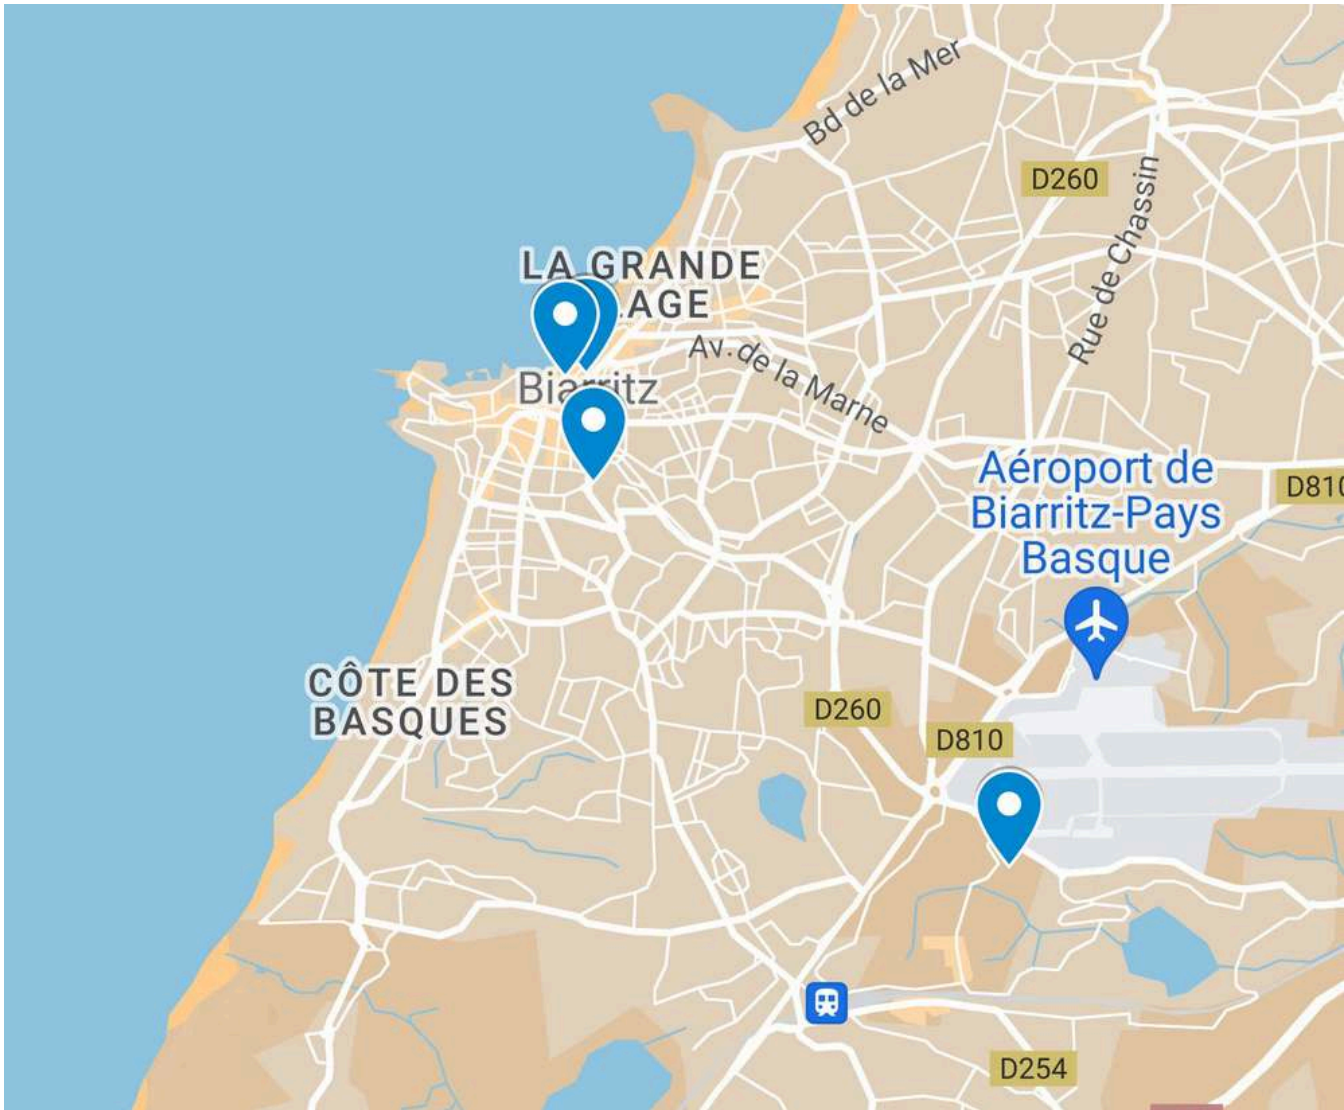 Bd de la Mer
D260
Rue de Chassin
LA GRANDE
LAGE
Av. de la Marne
Biarritz
Aéroport de
Biarritz-Pays
Basque
D810
CÔTE DES
BASQUES
D260
D810
D254